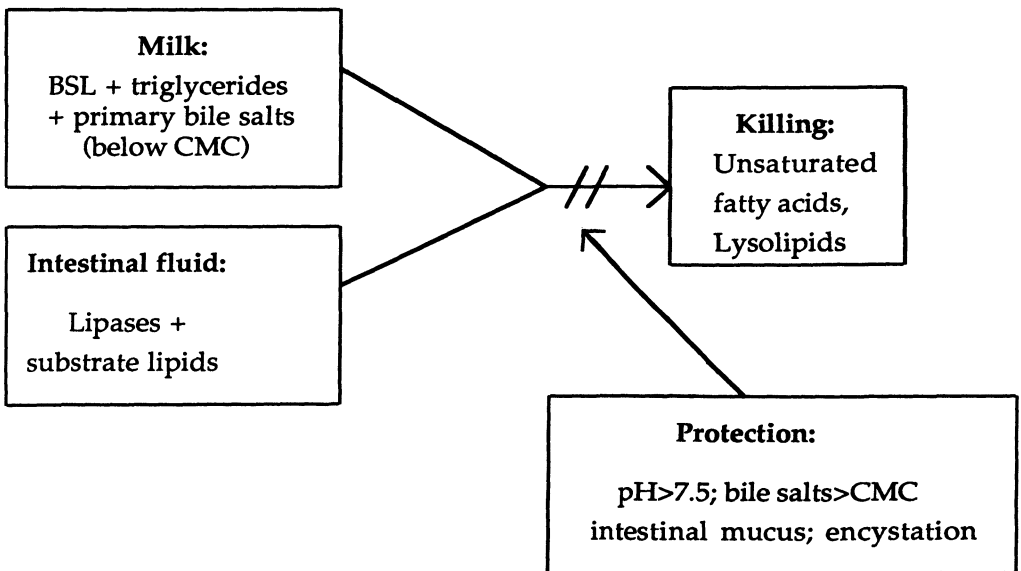 Milk:
BSL + triglycerides
+ primary bile salts
(below CMC)
Killing:
Unsaturated
fatty acids,
Lysolipids
Intestinal fluid:
Lipases +
substrate lipids
Protection:
pH>7.5; bile salts>CMC
intestinal mucus; encystation